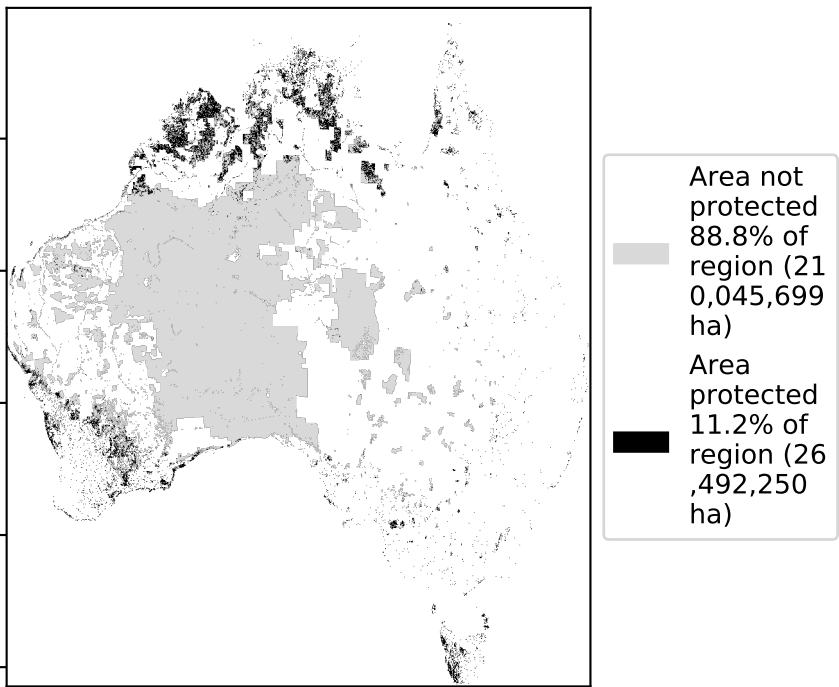 Area not
protected
88.8% of
region (21
0,045,699
ha)
Area
protected
11.2% of
region (26
,492,250
ha)